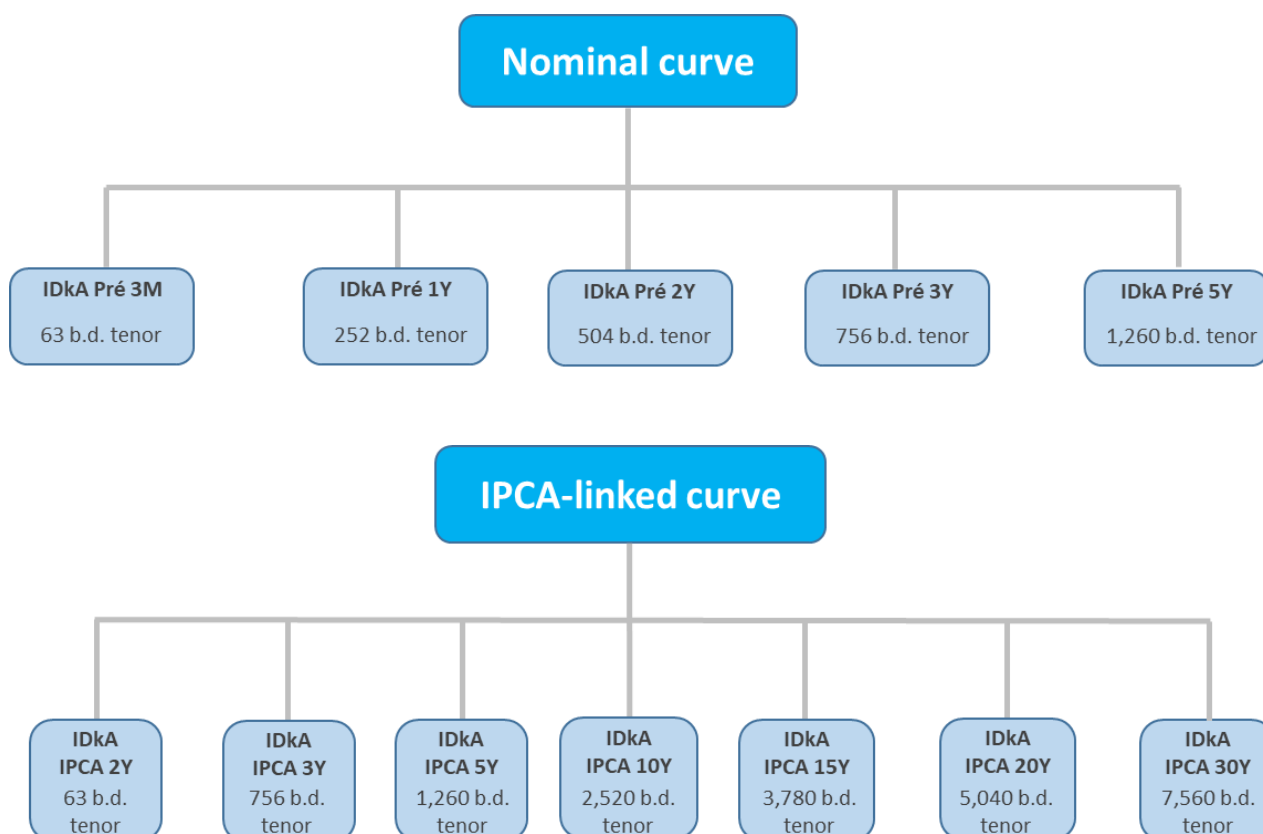 Nominal curve
IDkA Pré 3M
63 b.d. tenor
IDkA Pré 1Y
252 b.d. tenor
IDkA Pré 2Y
504 b.d. tenor
IDkA Pré 3Y
756 b.d. tenor
IDkA Pré 5Y
1,260 b.d. tenor
IPCA-linked curve
IDkA
IPCA 2Y
63 b.d.
tenor
IDkA
IPCA 3Y
756 b.d.
tenor
IDkA
IPCA 5Y
1,260 b.d.
tenor
IDkA
IPCA 10Y
2,520 b.d.
tenor
IDkA
IPCA 15Y
3,780 b.d.
tenor
IDkA
IPCA 20Y
5,040 b.d.
tenor
IDkA
IPCA 30Y
7,560 b.d.
tenor